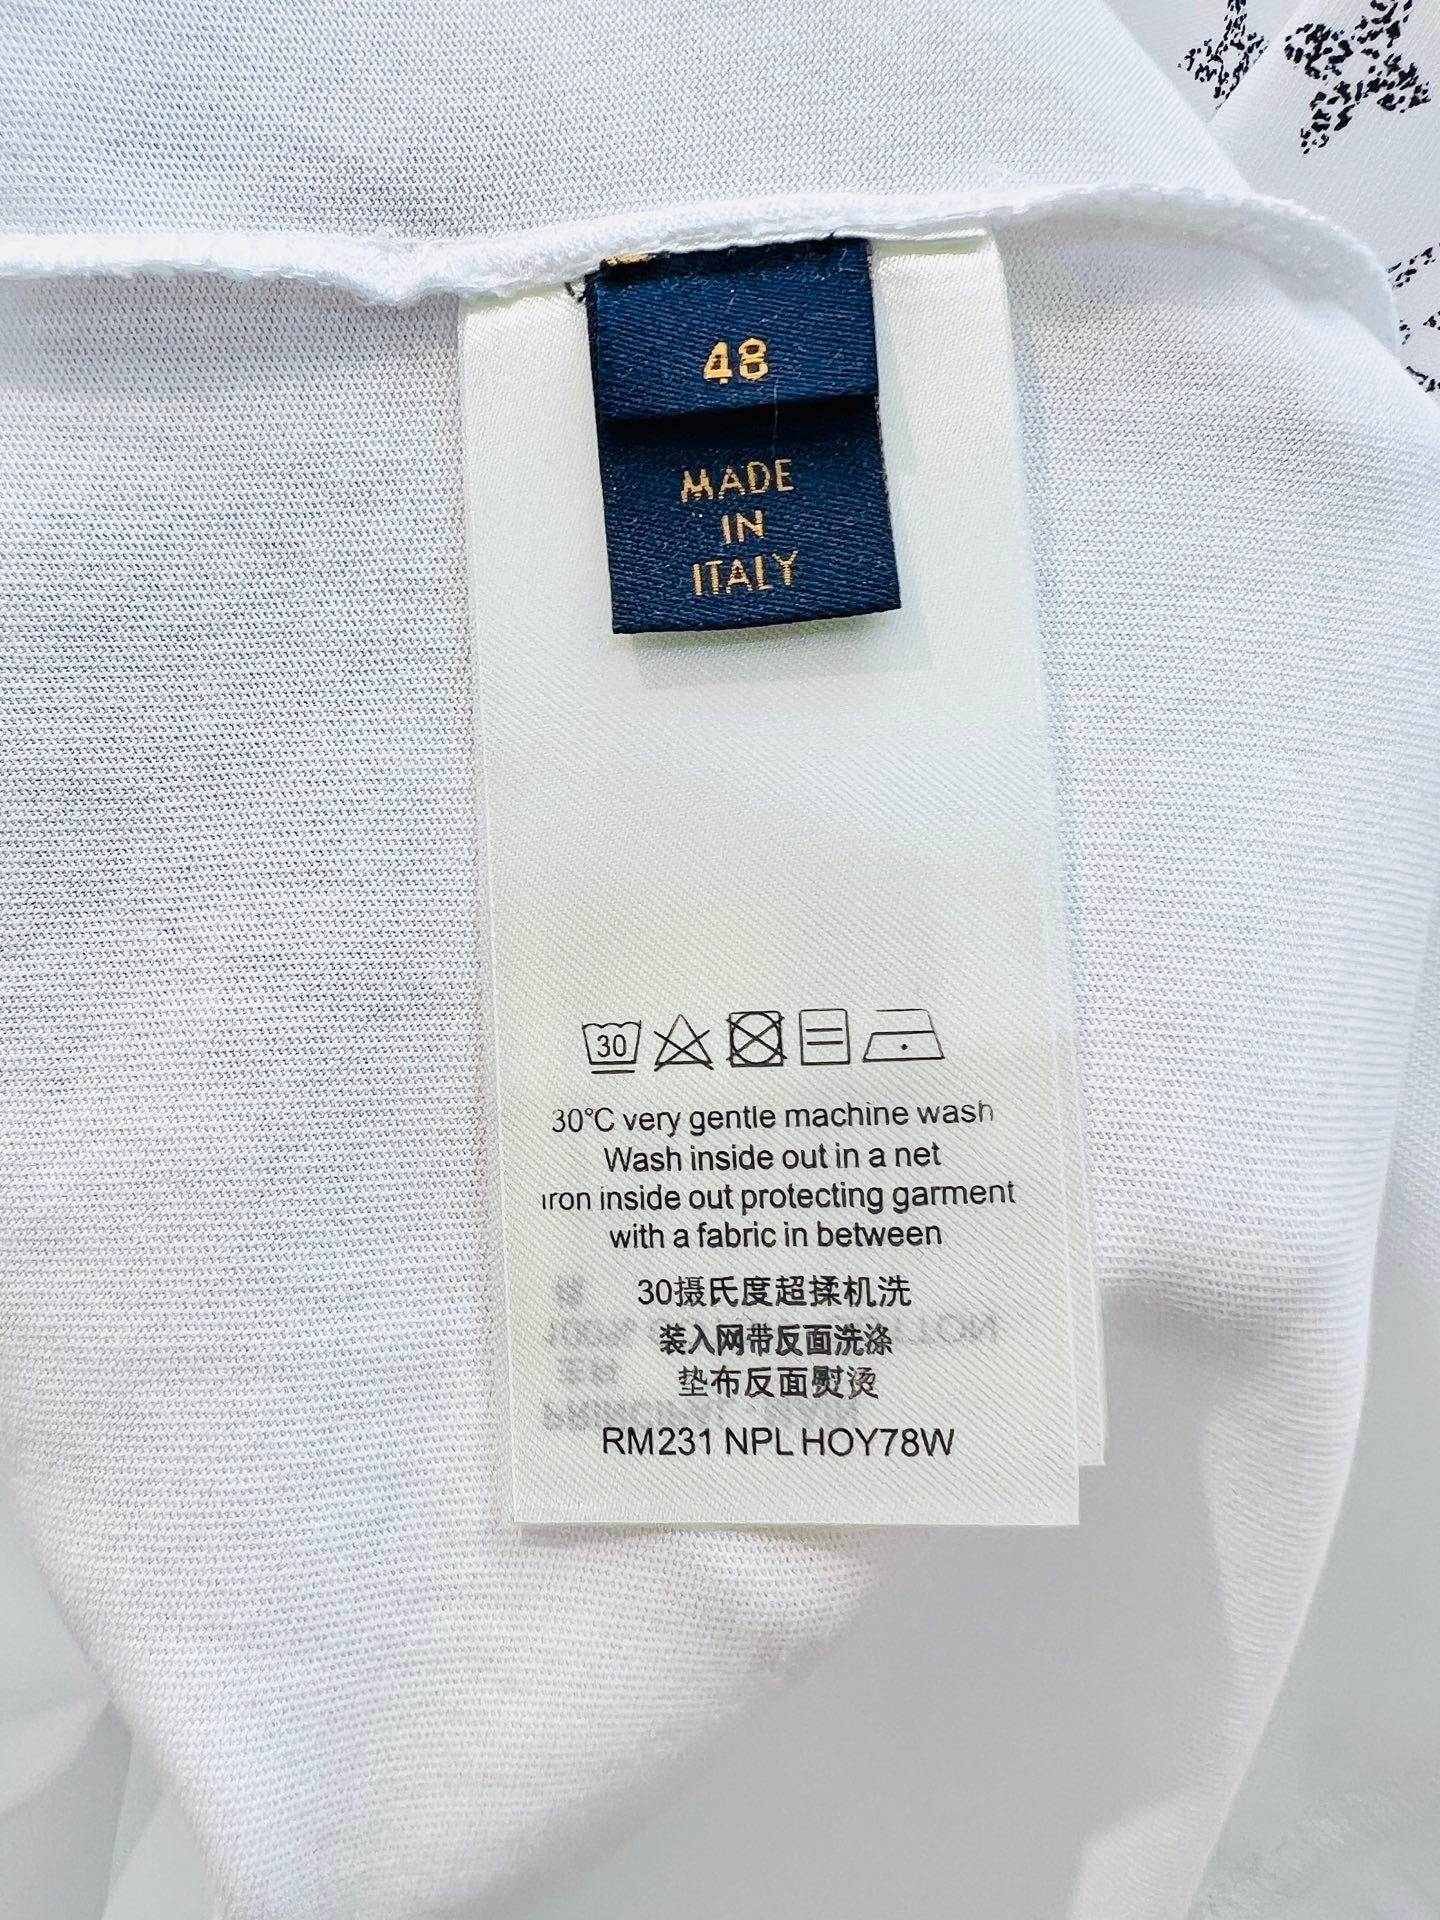 48
MADE
IN
ITALY
30
30°C very gentle machine wash
Wash inside out in a net
Iron inside out protecting garment
with a fabric in between
30摄氏度超揉机洗
装入网带反面洗涤
垫布反面熨烫
RM231 NPL HOY78W